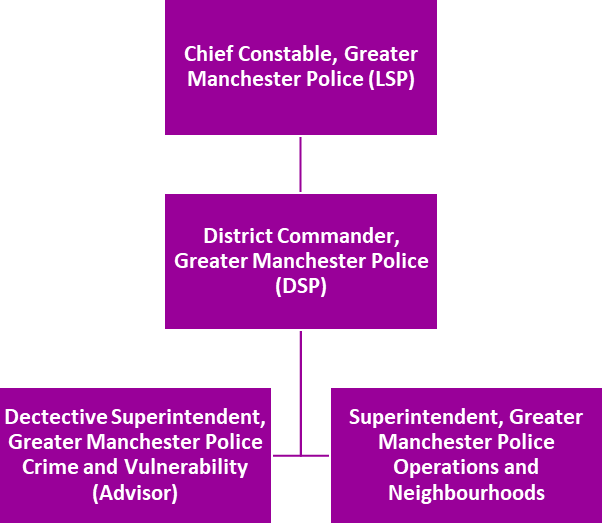 Chief Constable, Greater
Manchester Police (LSP)
District Commander,
Greater Manchester Police
(DSP)
Dectective Superintendent,
Greater Manchester Police
Crime and Vulnerability
(Advisor)
Superintendent, Greater
Manchester Police
Operations and
Neighbourhoods